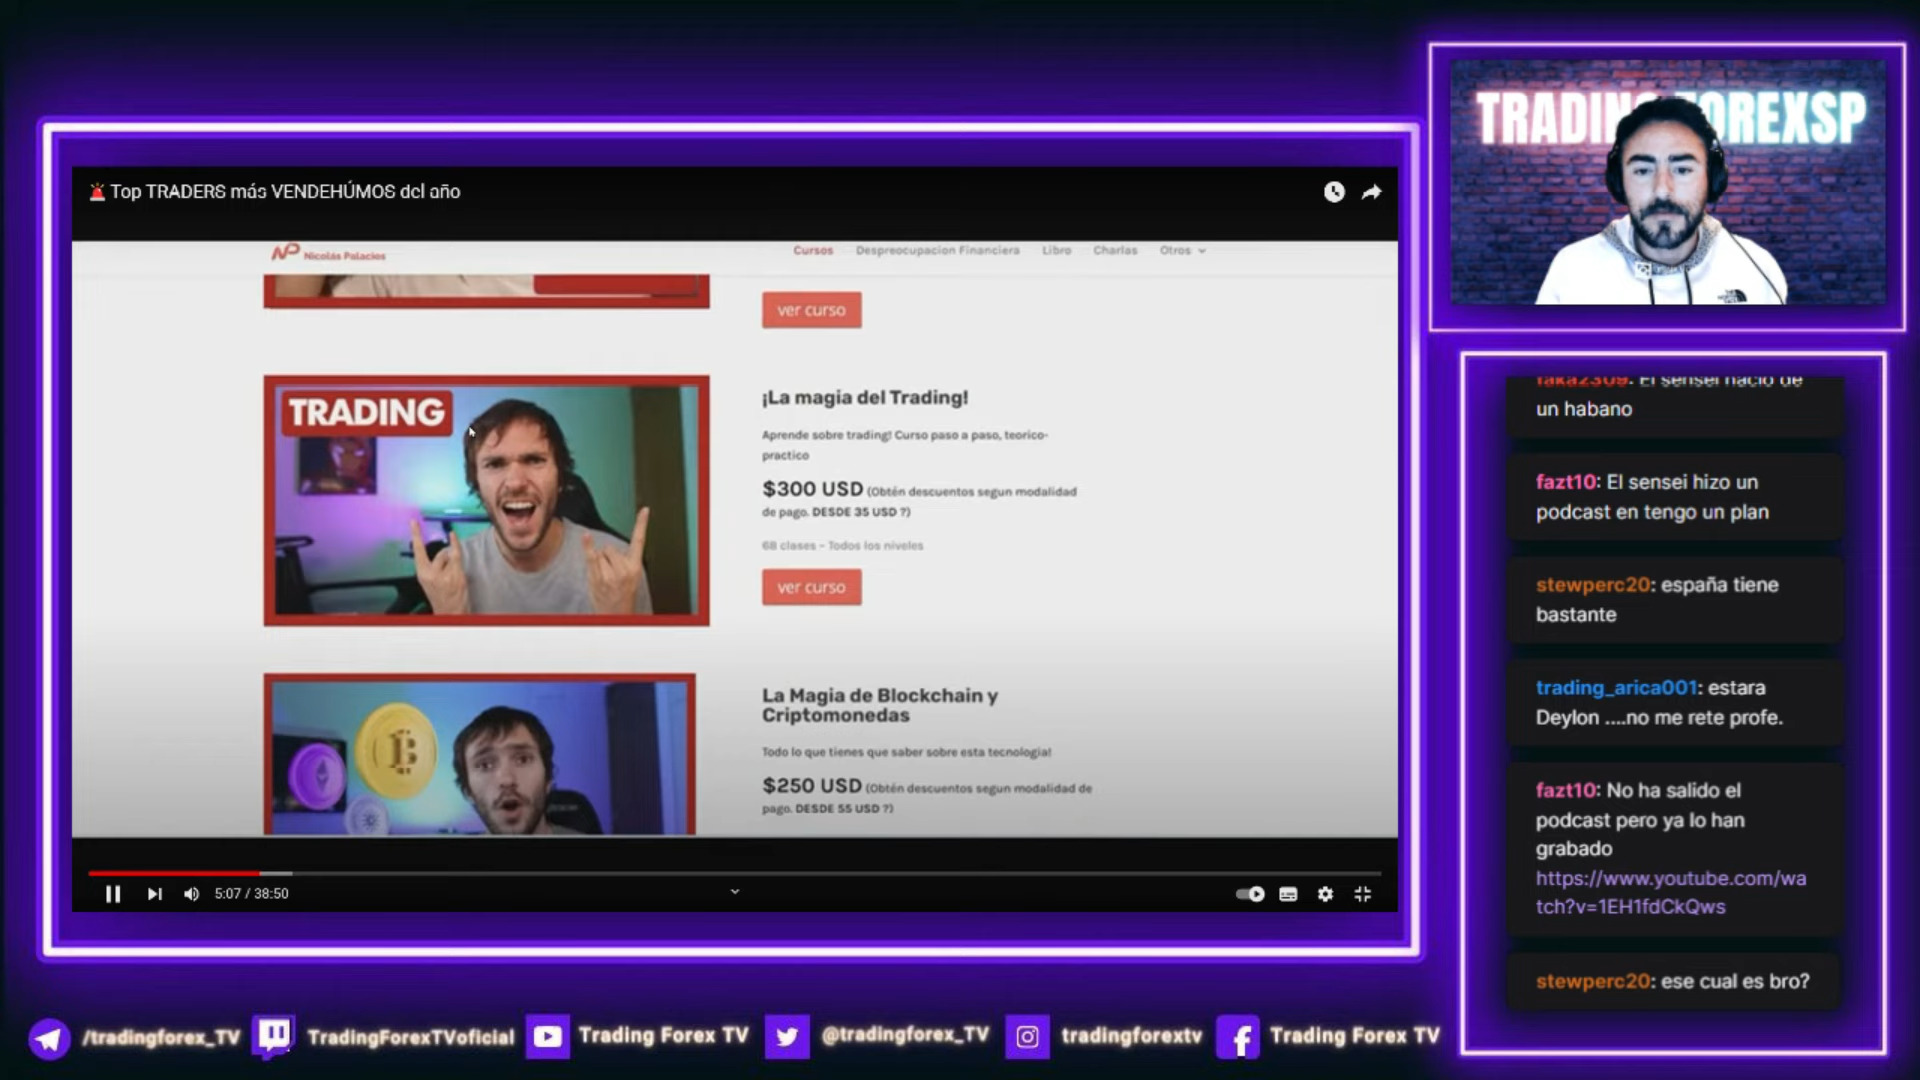 🚨 Top TRADERS más VENDEHÚMOS del año
NP Nicolás Palacios
Cursos Despreocupacion Financiera Libro Charlas Otros
ver curso
TRADING
¡La magia del Trading!
Aprende sobre trading! Curso paso a paso, teorico-
practico
$300 USD (Obtén descuentos segun modalidad
de pago. DESDE 35 USD ?)
68 clases - Todos los niveles
ver curso
La Magia de Blockchain y
Criptomonedas
Todo lo que tienes que saber sobre esta tecnologia!
$250 USD (Obtén descuentos segun modalidad de
pago. DESDE 55 USD ?)
5:07 / 38:50
TRADIN FOREXSP
raka2309: El sensei nacio de
un habano
fazt10: El sensei hizo un
podcast en tengo un plan
stewperc20: españa tiene
bastante
trading_arica001: estara
Deylon ....no me rete profe.
fazt10: No ha salido el
podcast pero ya lo han
grabado
https://www.youtube.com/wa
tch?v=1EH1fdCkQws
stewperc20: ese cual es bro?
/tradingforex_TV TradingForexTVoficial Trading Forex TV @tradingforex_TV tradingforextv Trading Forex TV